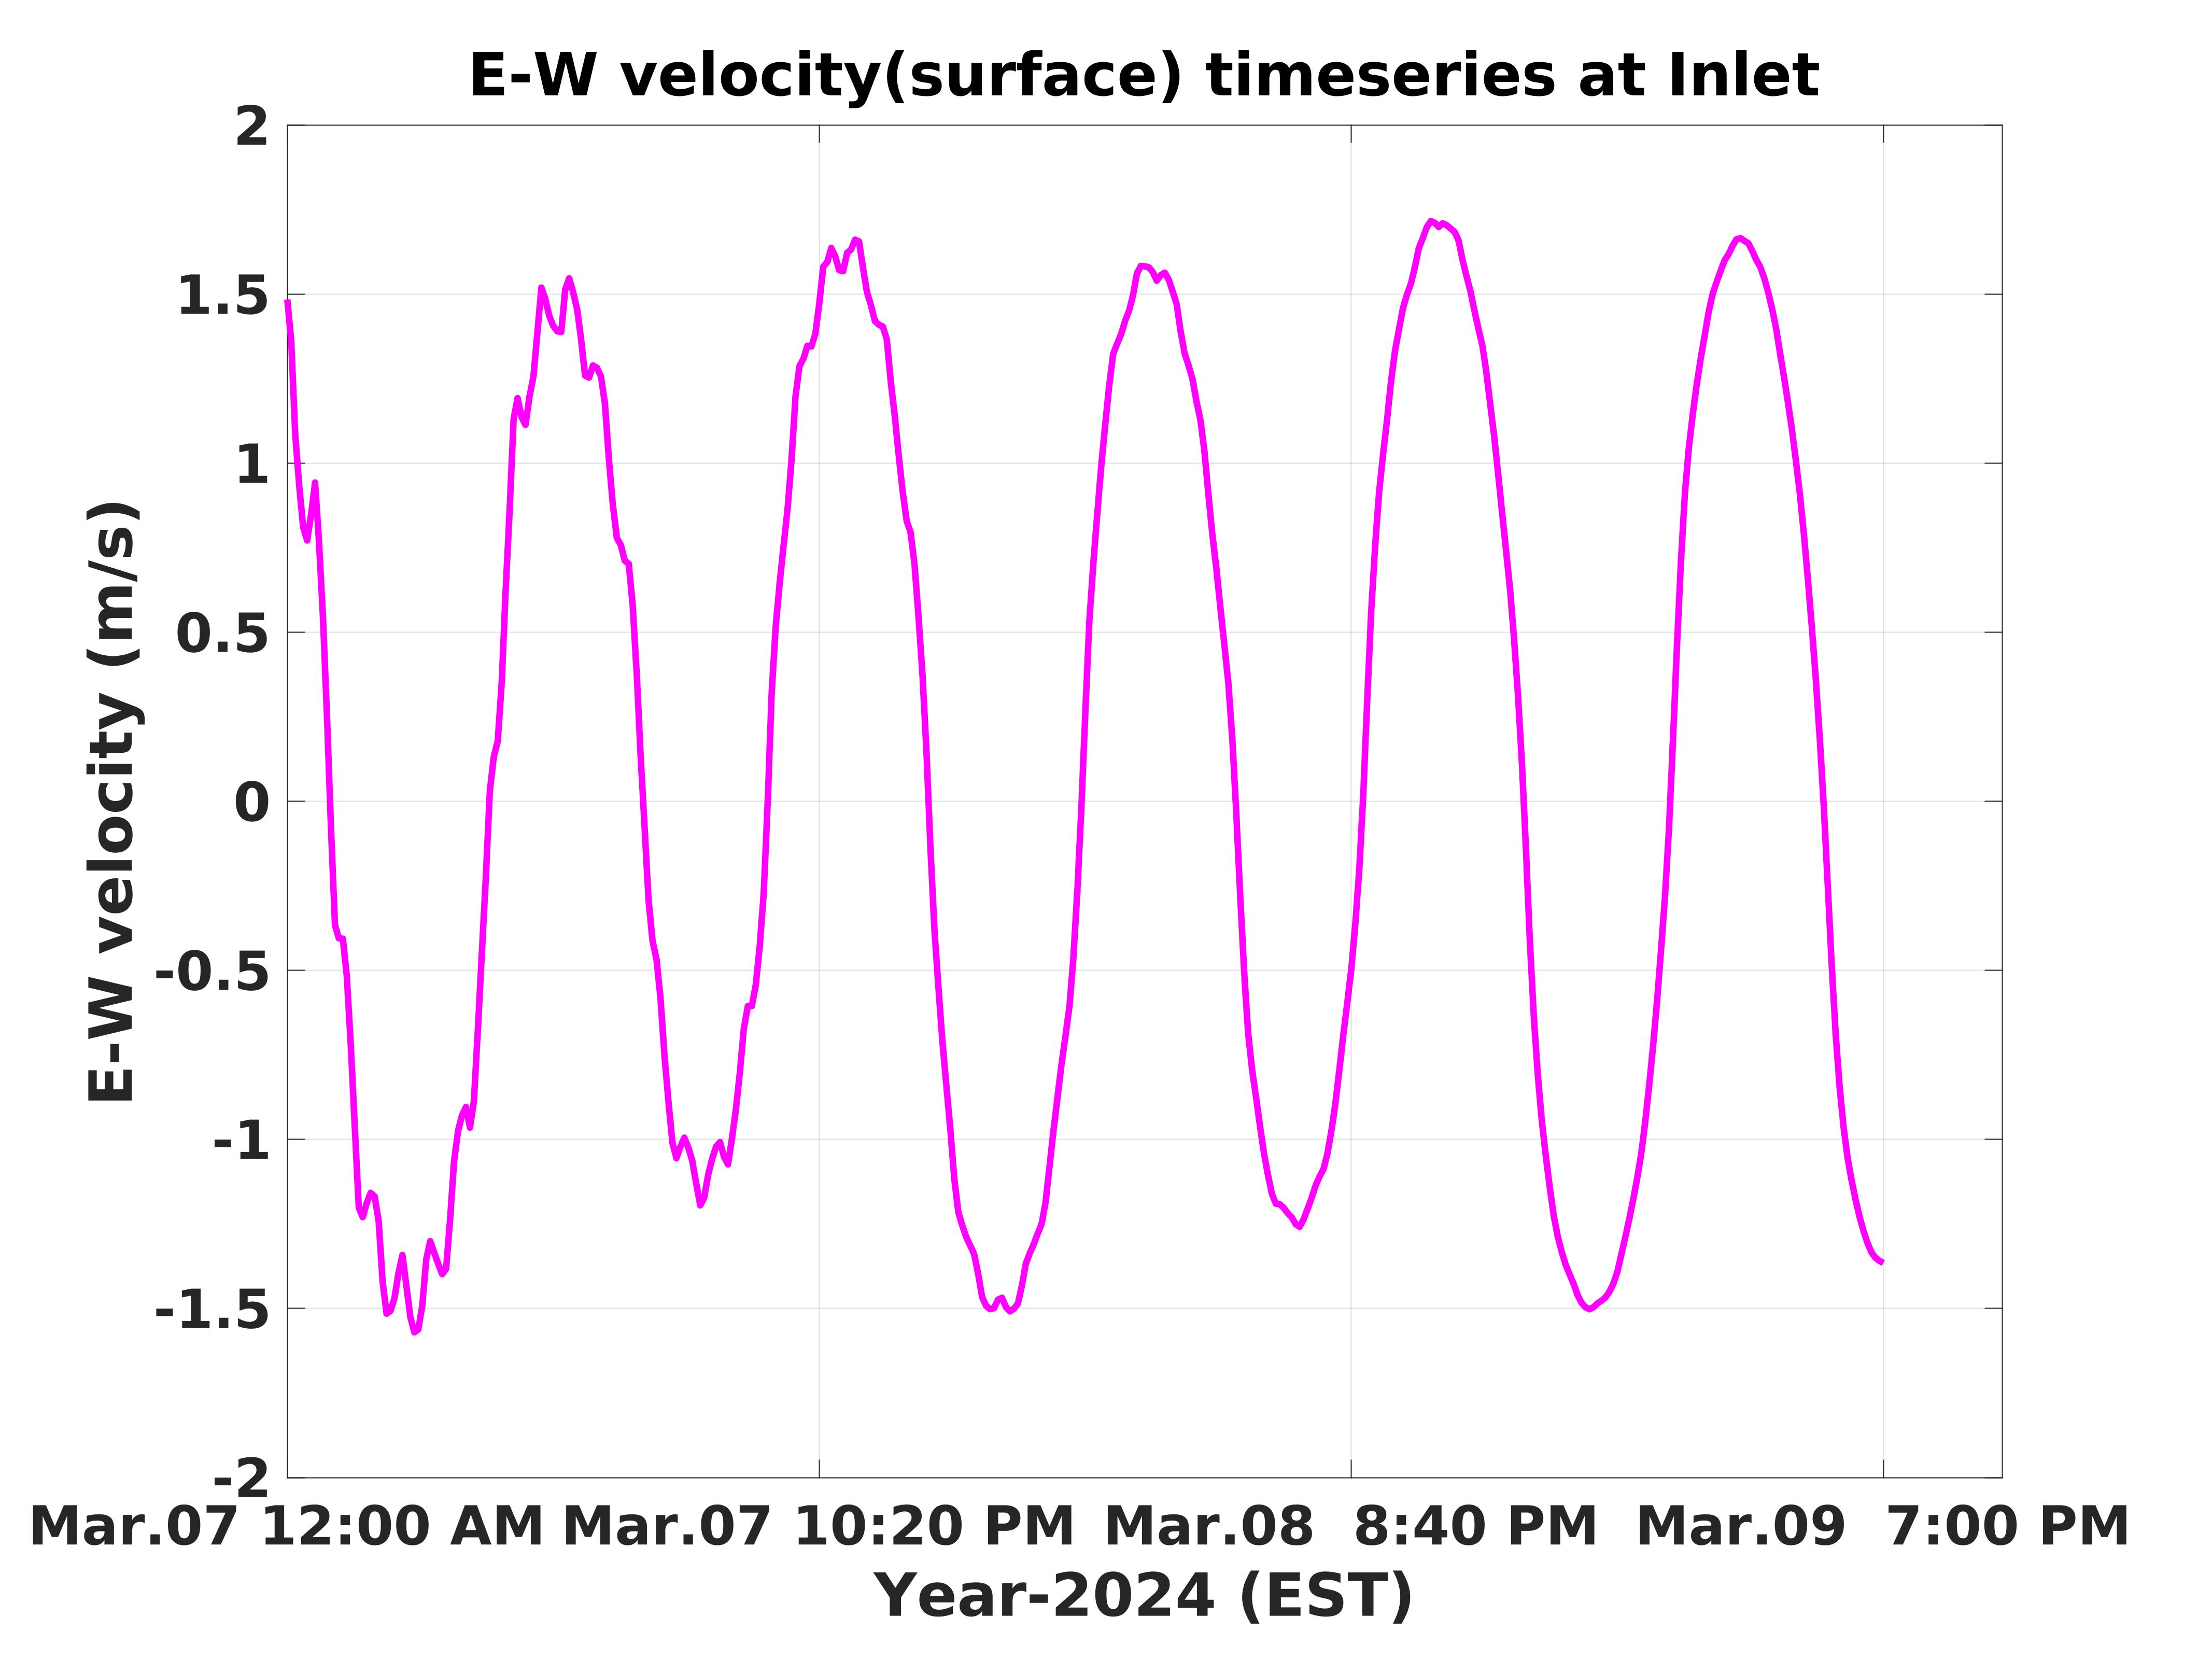 E-W velocity(surface) timeseries at Inlet
E-W velocity (m/s)
2
1.5
1
0.5
0
-0.5
-1
-1.5
-2
Mar.07 12:00 AM Mar.07 10:20 PM Mar.08 8:40 PM Mar.09 7:00 PM
Year-2024 (EST)